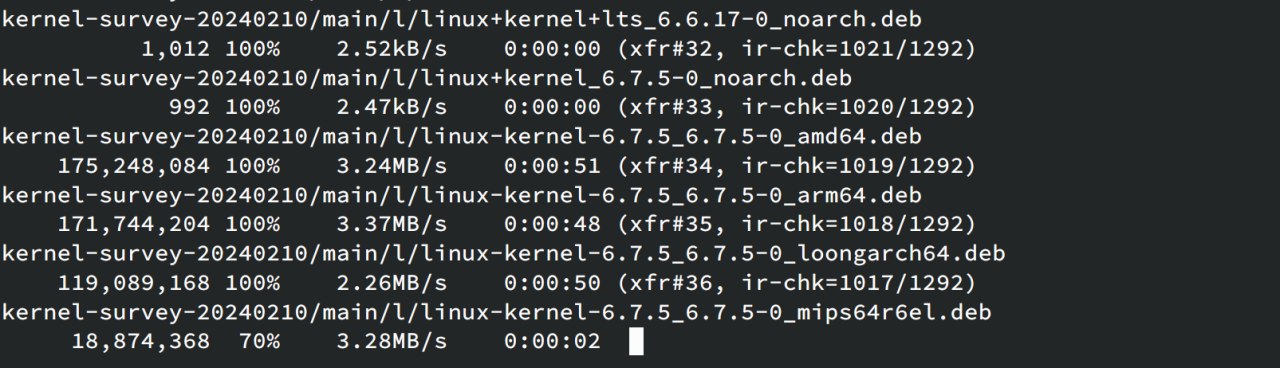 kernel-survey-20240210/main/l/linux+kernel+lts_6.6.17-0_noarch.deb
1,012 100% 2.52kB/s 0:00:00 (xfr#32, ir-chk=1021/1292)
kernel-survey-20240210/main/l/linux+kernel_6.7.5-0_noarch.deb
992 100% 2.47kB/s 0:00:00 (xfr#33, ir-chk=1020/1292)
kernel-survey-20240210/main/l/linux-kernel-6.7.5_6.7.5-0_amd64.deb
175,248,084 100% 3.24MB/s 0:00:51 (xfr#34, ir-chk=1019/1292)
kernel-survey-20240210/main/l/linux-kernel-6.7.5_6.7.5-0_arm64.deb
171,744,204 100% 3.37MB/s 0:00:48 (xfr#35, ir-chk=1018/1292)
kernel-survey-20240210/main/l/linux-kernel-6.7.5_6.7.5-0_loongarch64.deb
119,089,168 100% 2.26MB/s 0:00:50 (xfr#36, ir-chk=1017/1292)
kernel-survey-20240210/main/l/linux-kernel-6.7.5_6.7.5-0_mips64r6el.deb
18,874,368 70% 3.28MB/s 0:00:02